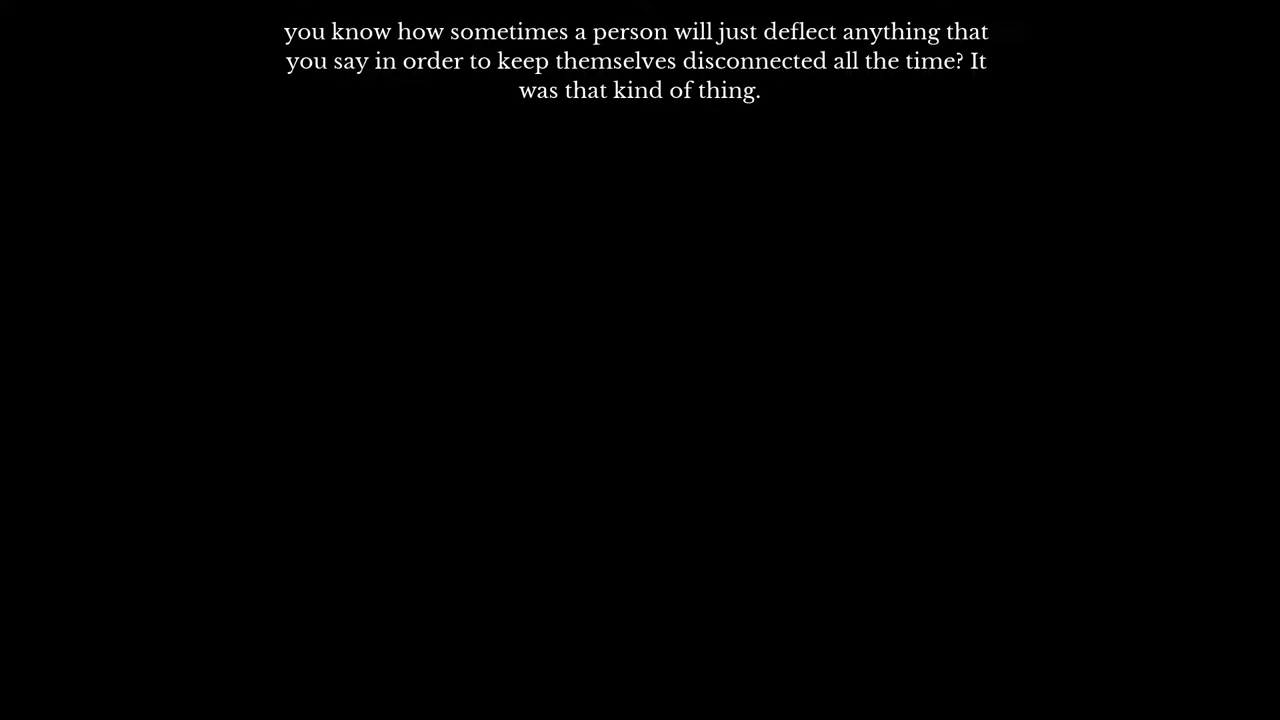 you know how sometimes a person will just deflect anything that
you say in order to keep themselves disconnected all the time? It
was that kind of thing.